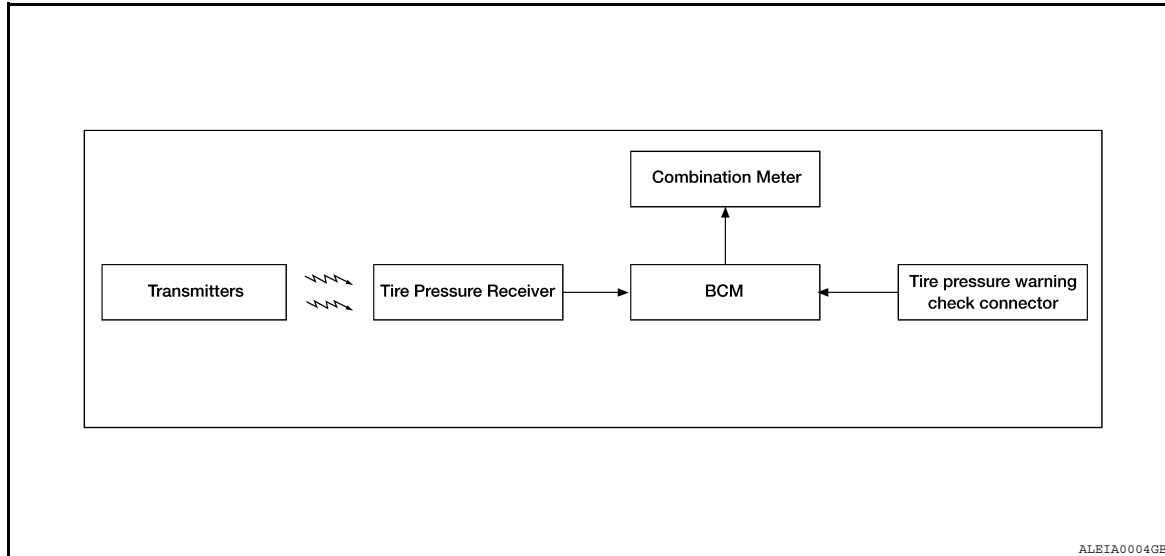 Combination Meter
Transmitters
Tire Pressure Receiver
BCM
Tire pressure warning
check connector
ALEIA0004GB